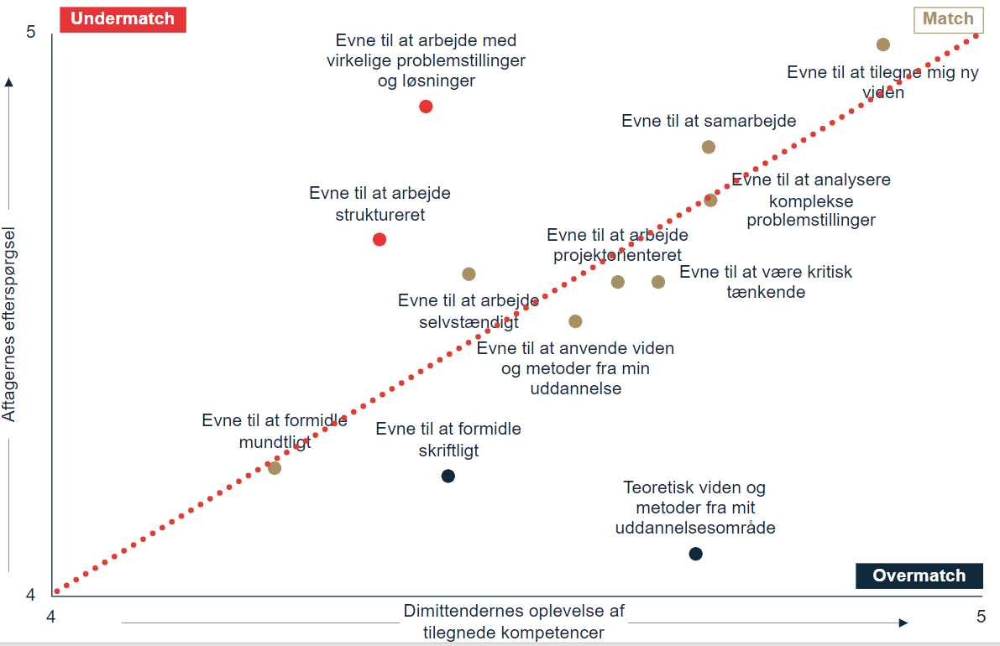 Undermatch
Match
5
Evne til at arbejde med
virkelige problemstillinger
og løsninger
Evne til at tilegne mig ny
viden
Evne til at samarbejde
Evne til at analysere
komplekse
problemstillinger
Evne til at arbejde
struktureret
Evne til at arbejde
projektorienteret
Evne til at være kritisk
tænkende
Evne til at arbejde
selvstændigt
Evne til at anvende viden
og metoder fra min
uddannelse
Aftagernes efterspørgsel
Evne til at formidle
mundtligt
Evne til at formidle
skriftligt
Teoretisk viden og
metoder fra mit
uddannelsesområde
Overmatch
4
4
Dimittendernes oplevelse af
tilegnede kompetencer
5